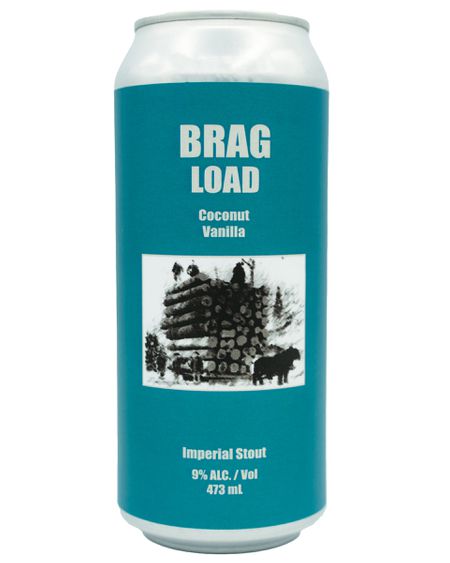 BRAG
LOAD
Coconut
Vanilla
Imperial Stout
9% ALC. / Vol
473 mL